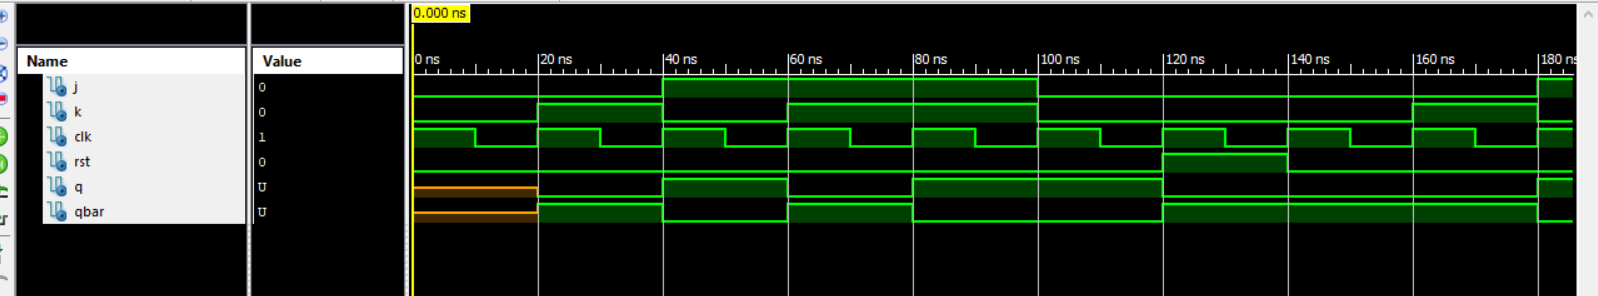 0.000 ns
Name Value 0 ns 20 ns 40 ns 60 ns 80 ns 100 ns 120 ns 140 ns 160 ns 180 ns
j 0
k 0
clk 1
rst 0
q U
qbar U